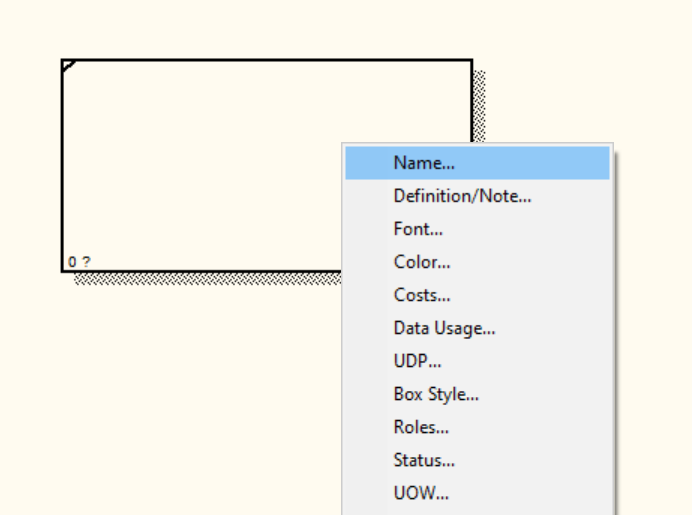 0 ?
Name...
Definition/Note...
Font...
Color...
Costs...
Data Usage...
UDP...
Box Style...
Roles...
Status...
UOW...